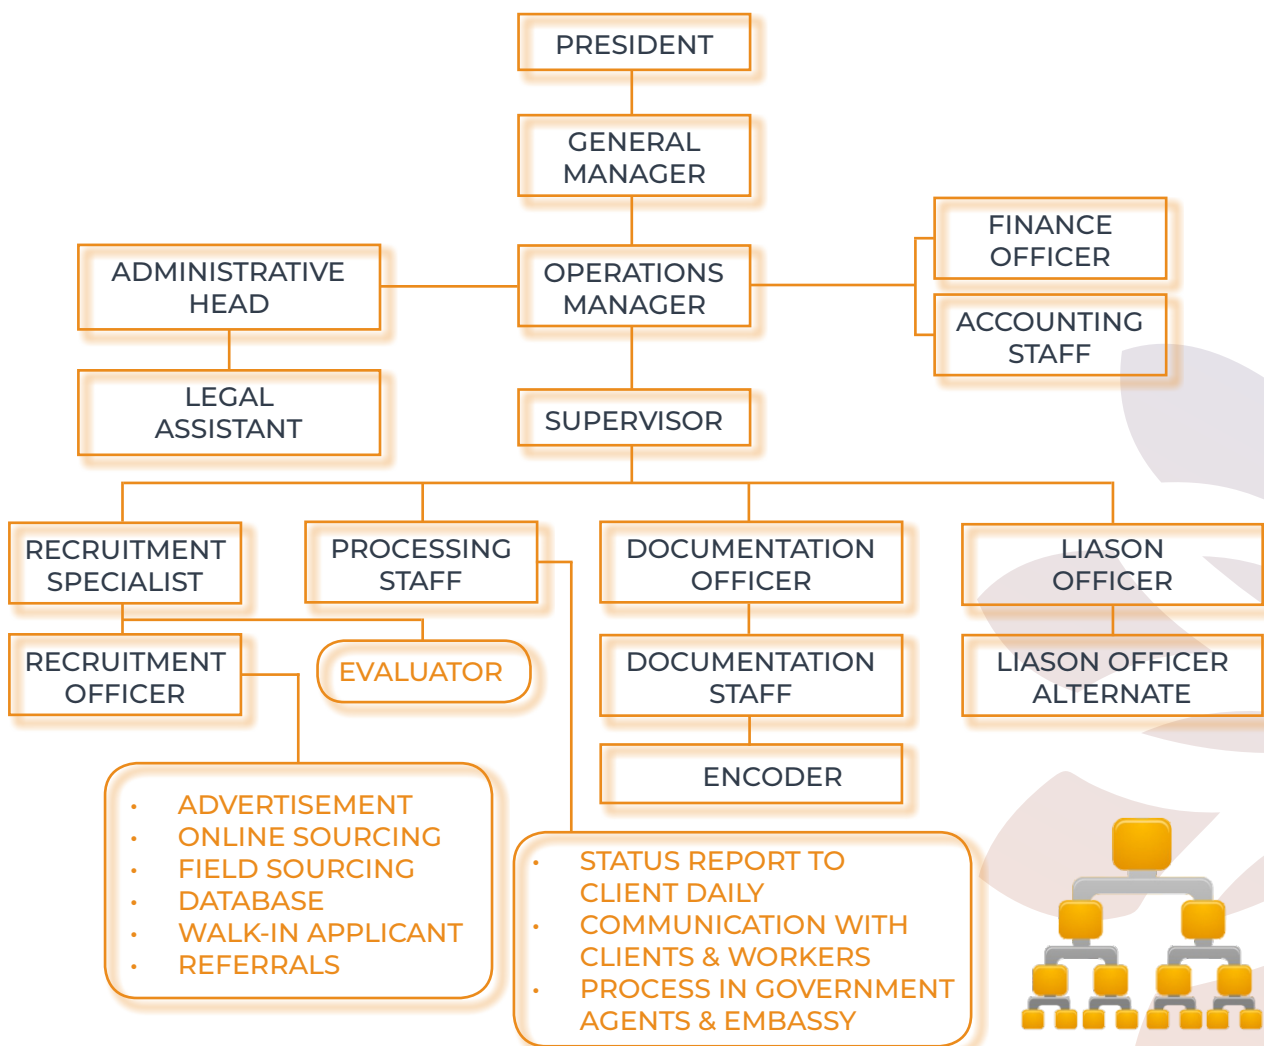 PRESIDENT
GENERAL
MANAGER
FINANCE
OFFICER
ADMINISTRATIVE
HEAD
OPERATIONS
MANAGER
ACCOUNTING
STAFF
LEGAL
ASSISTANT
SUPERVISOR
RECRUITMENT
SPECIALIST
PROCESSING
STAFF
DOCUMENTATION
OFFICER
LIASON
OFFICER
RECRUITMENT
OFFICER
EVALUATOR
DOCUMENTATION
STAFF
LIASON OFFICER
ALTERNATE
ENCODER
• ADVERTISEMENT
• ONLINE SOURCING
• FIELD SOURCING
• DATABASE
• WALK-IN APPLICANT
• REFERRALS
• STATUS REPORT TO
CLIENT DAILY
• COMMUNICATION WITH
CLIENTS & WORKERS
• PROCESS IN GOVERNMENT
AGENTS & EMBASSY